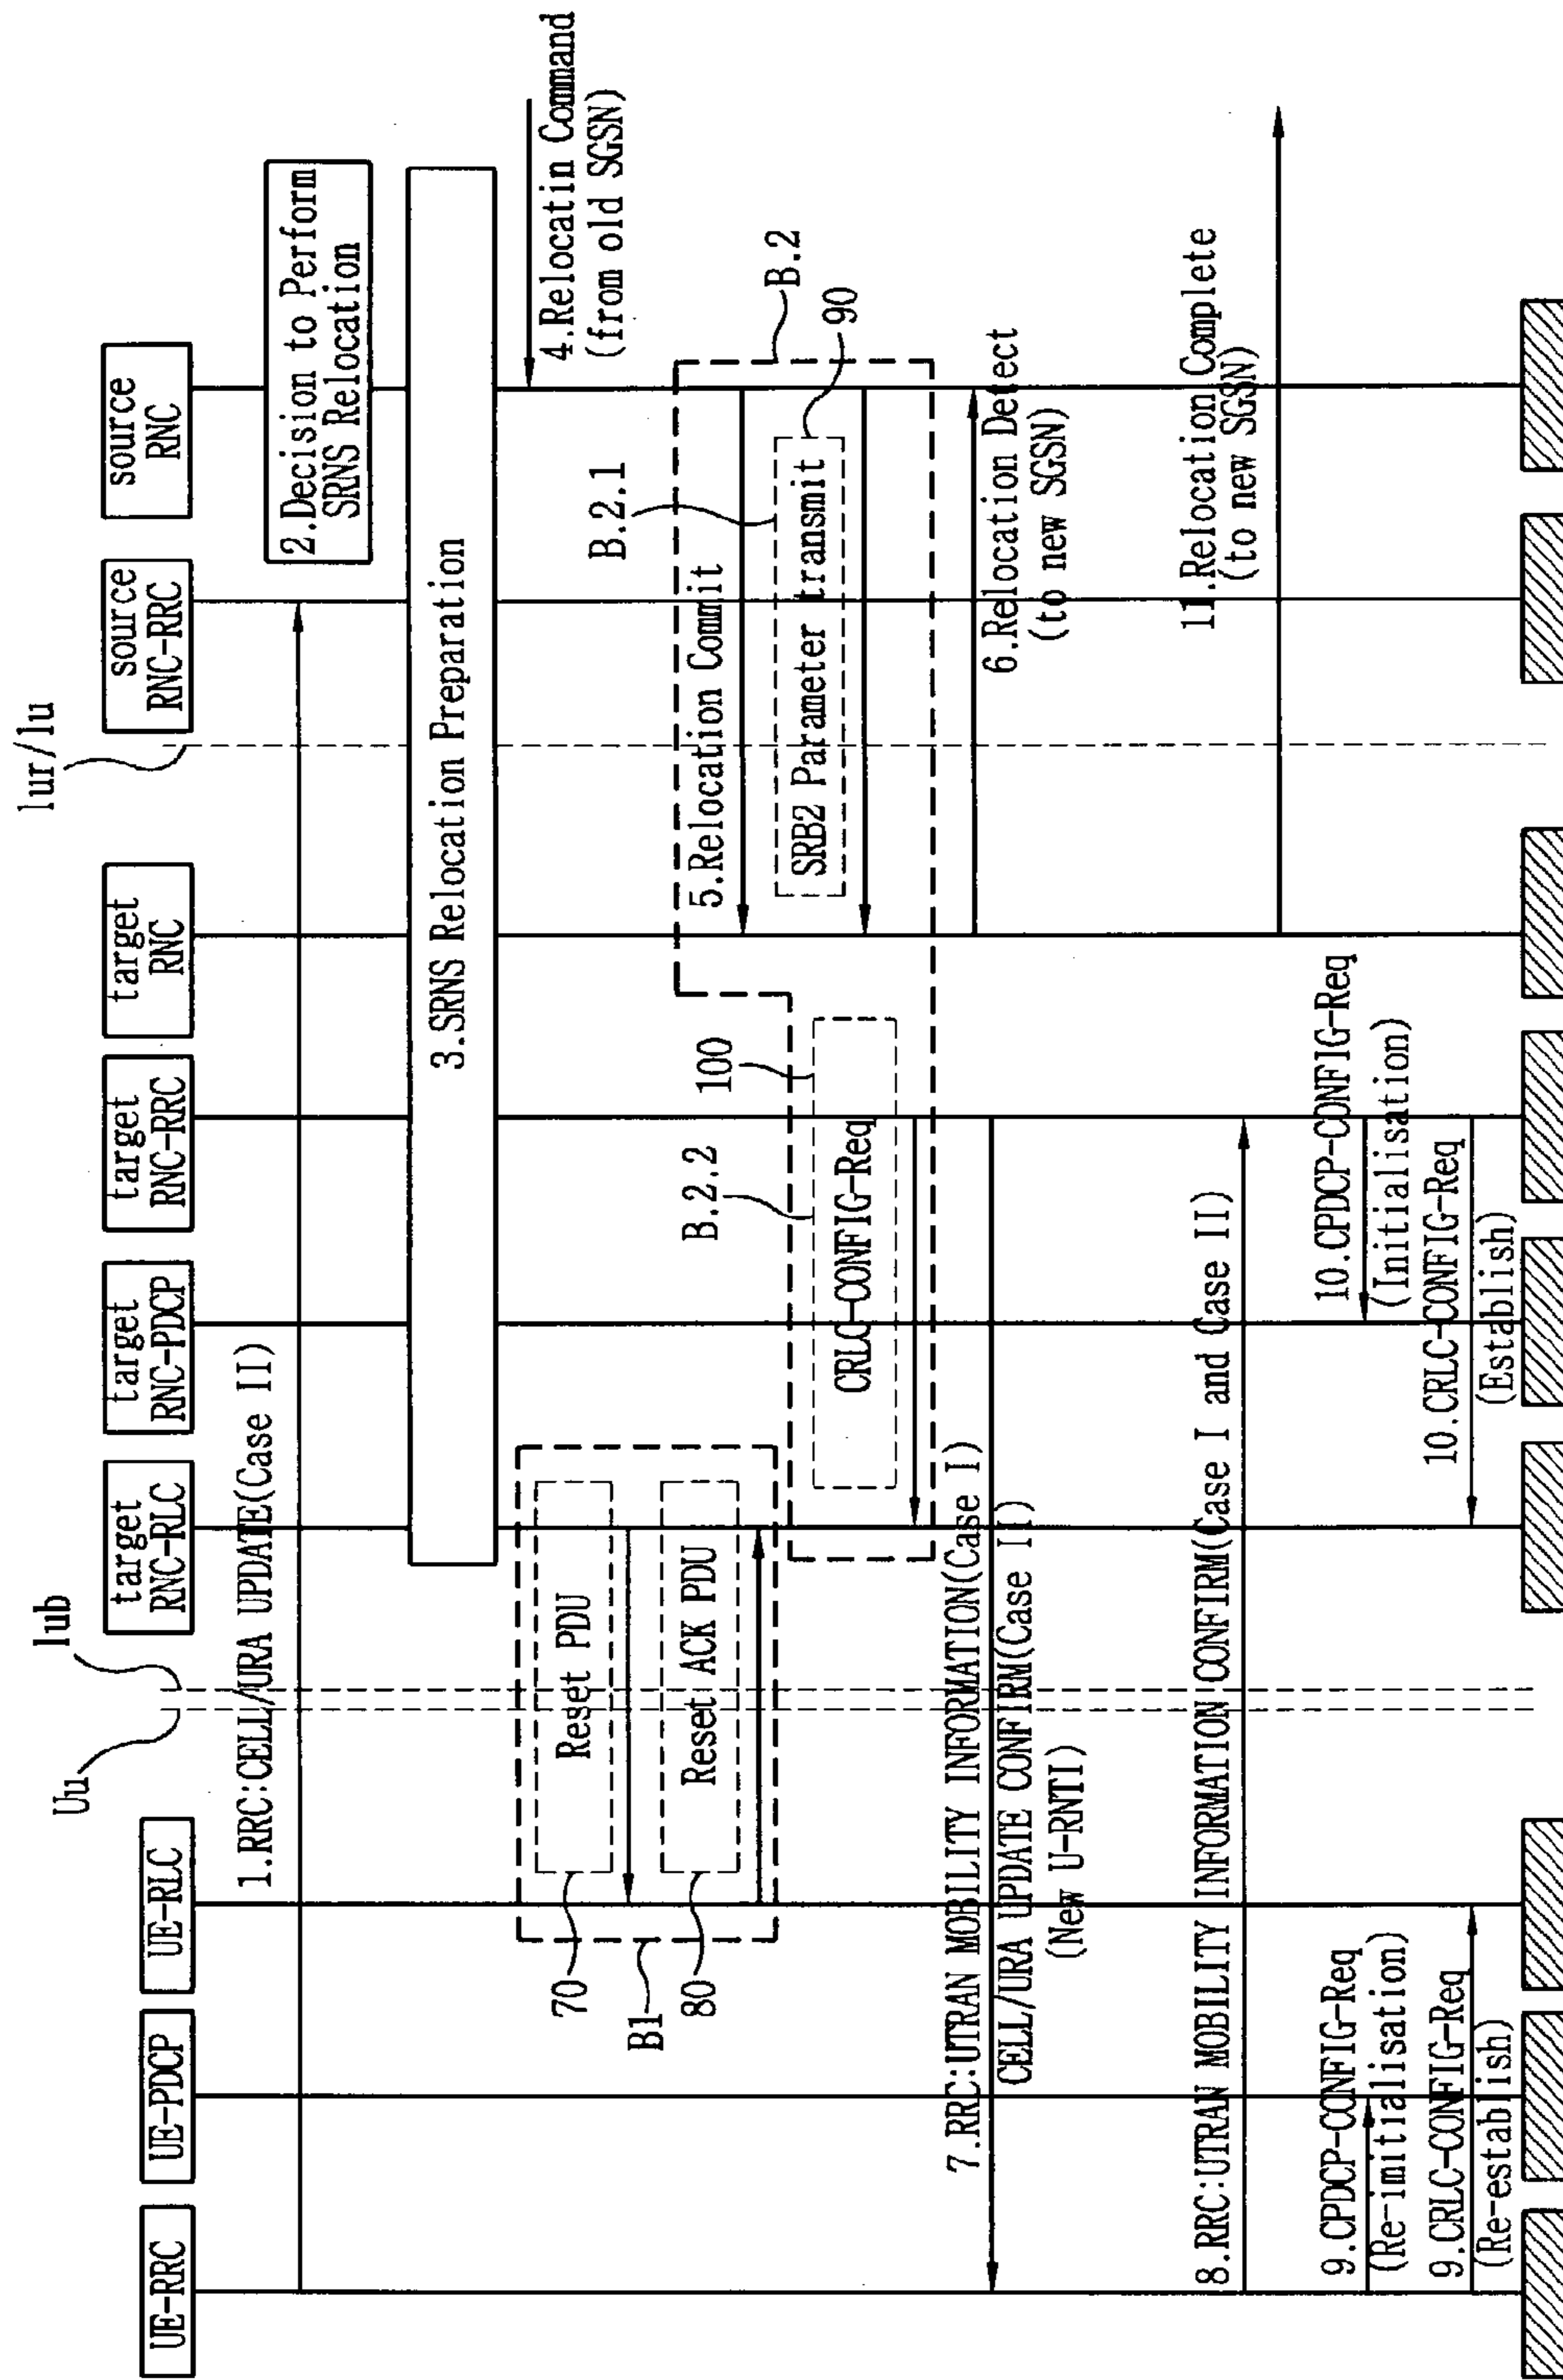 Uu
Iub
Iur/Iu
UE-RRC
UE-PDCP
UE-RLC
target
RNC-RLC
target
RNC-PDCP
target
RNC-RRC
target
RNC
source
RNC-RRC
source
RNC
1.RRC:CELL/URA UPDATE(Case II)
2.Decision to Perform
SRNS Relocation
3.SRNS Relocation Preparation
4.Relocatin Command
(from old SGSN)
Reset PDU
70
Reset ACK PDU
80
B1
B.2
5.Relocation Commit
B.2.1
SRB2 Parameter transmit
90
B.2.2
100
CRLC-CONFIG-Req
6.Relocation Detect
(to new SGSN)
7.RRC:UTRAN MOBILITY INFORMATION(Case I)
CELL/URA UPDATE CONFIRM(Case II)
(New U-RNTI)
8.RRC:UTRAN MOBILITY INFORMATION CONFIRM(Case I and Case II)
11.Relocation Complete
(to new SGSN)
9.CPDCP-CONFIG-Req
(Re-imitialisation)
9.CRLC-CONFIG-Req
(Re-establish)
10.CPDCP-CONFIG-Req
(Initialisation)
10.CRLC-CONFIG-Req
(Establish)